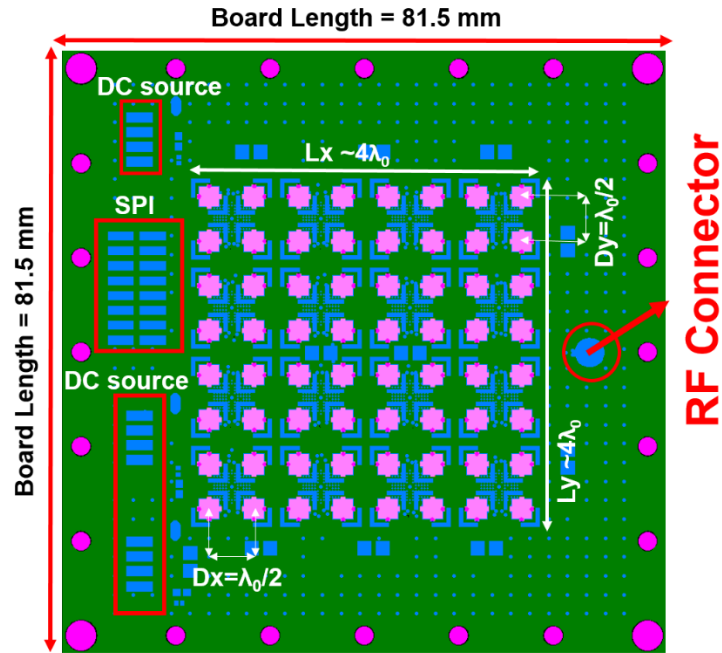 Board Length = 81.5 mm
DC source
Lx ~4λ₀
SPI
Dy=λ₀/2
Board Length = 81.5 mm
RF Connector
DC source
Ly ~4λ₀
Dx=λ₀/2